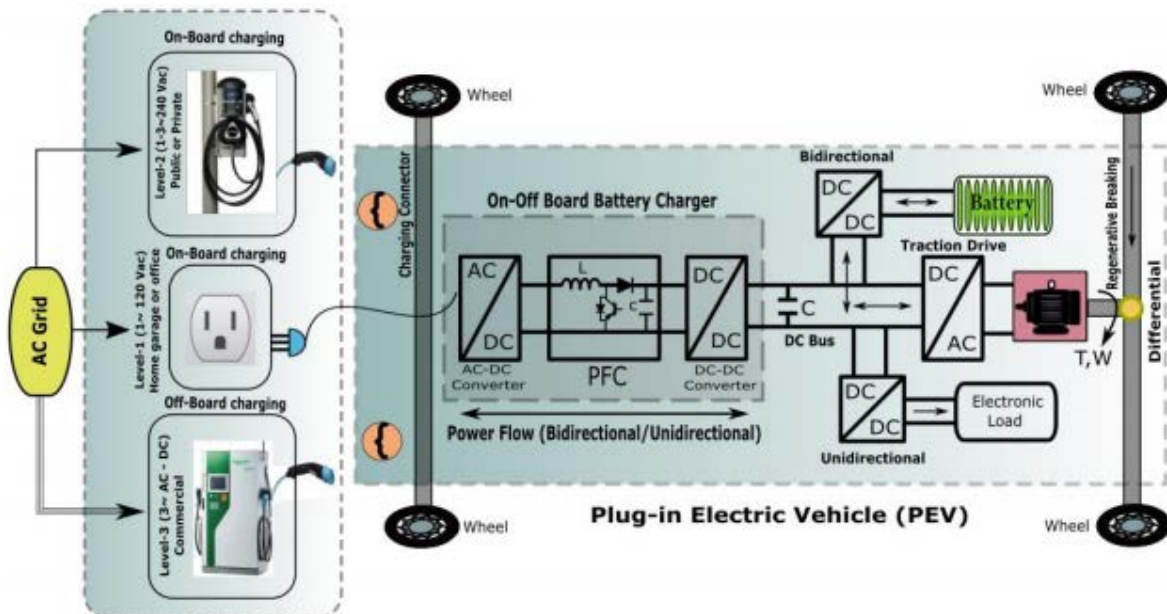 On-Board charging
Level-2 (1-3~240 Vac)
Public or Private
On-Board charging
Level-1 (1~ 120 Vac)
Home garage or office
Off-Board charging
Level-3 (3~ AC - DC)
Commercial
AC Grid
Wheel
Charging Connector
Wheel
On-Off Board Battery Charger
AC
DC
AC-DC
Converter
L
C
PFC
DC
DC
DC-DC
Converter
Power Flow (Bidirectional/Unidirectional)
C
DC Bus
Bidirectional
DC
DC
Battery
Traction Drive
DC
AC
DC
DC
Unidirectional
Electronic
Load
T,W
Regenerative Breaking
Differential
Wheel
Wheel
Plug-in Electric Vehicle (PEV)